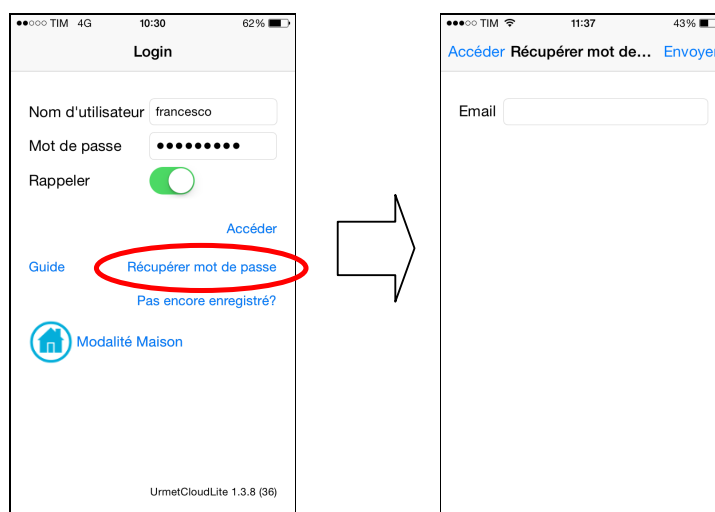 TIM 4G 10:30 62%
Login
Nom d'utilisateur francesco
Mot de passe
Rappeler
Accéder
Guide Récupérer mot de passe
Pas encore enregistré?
Modalité Maison
UrmetCloudLite 1.3.8 (36)
TIM 11:37 43%
Accéder Récupérer mot de... Envoyer
Email